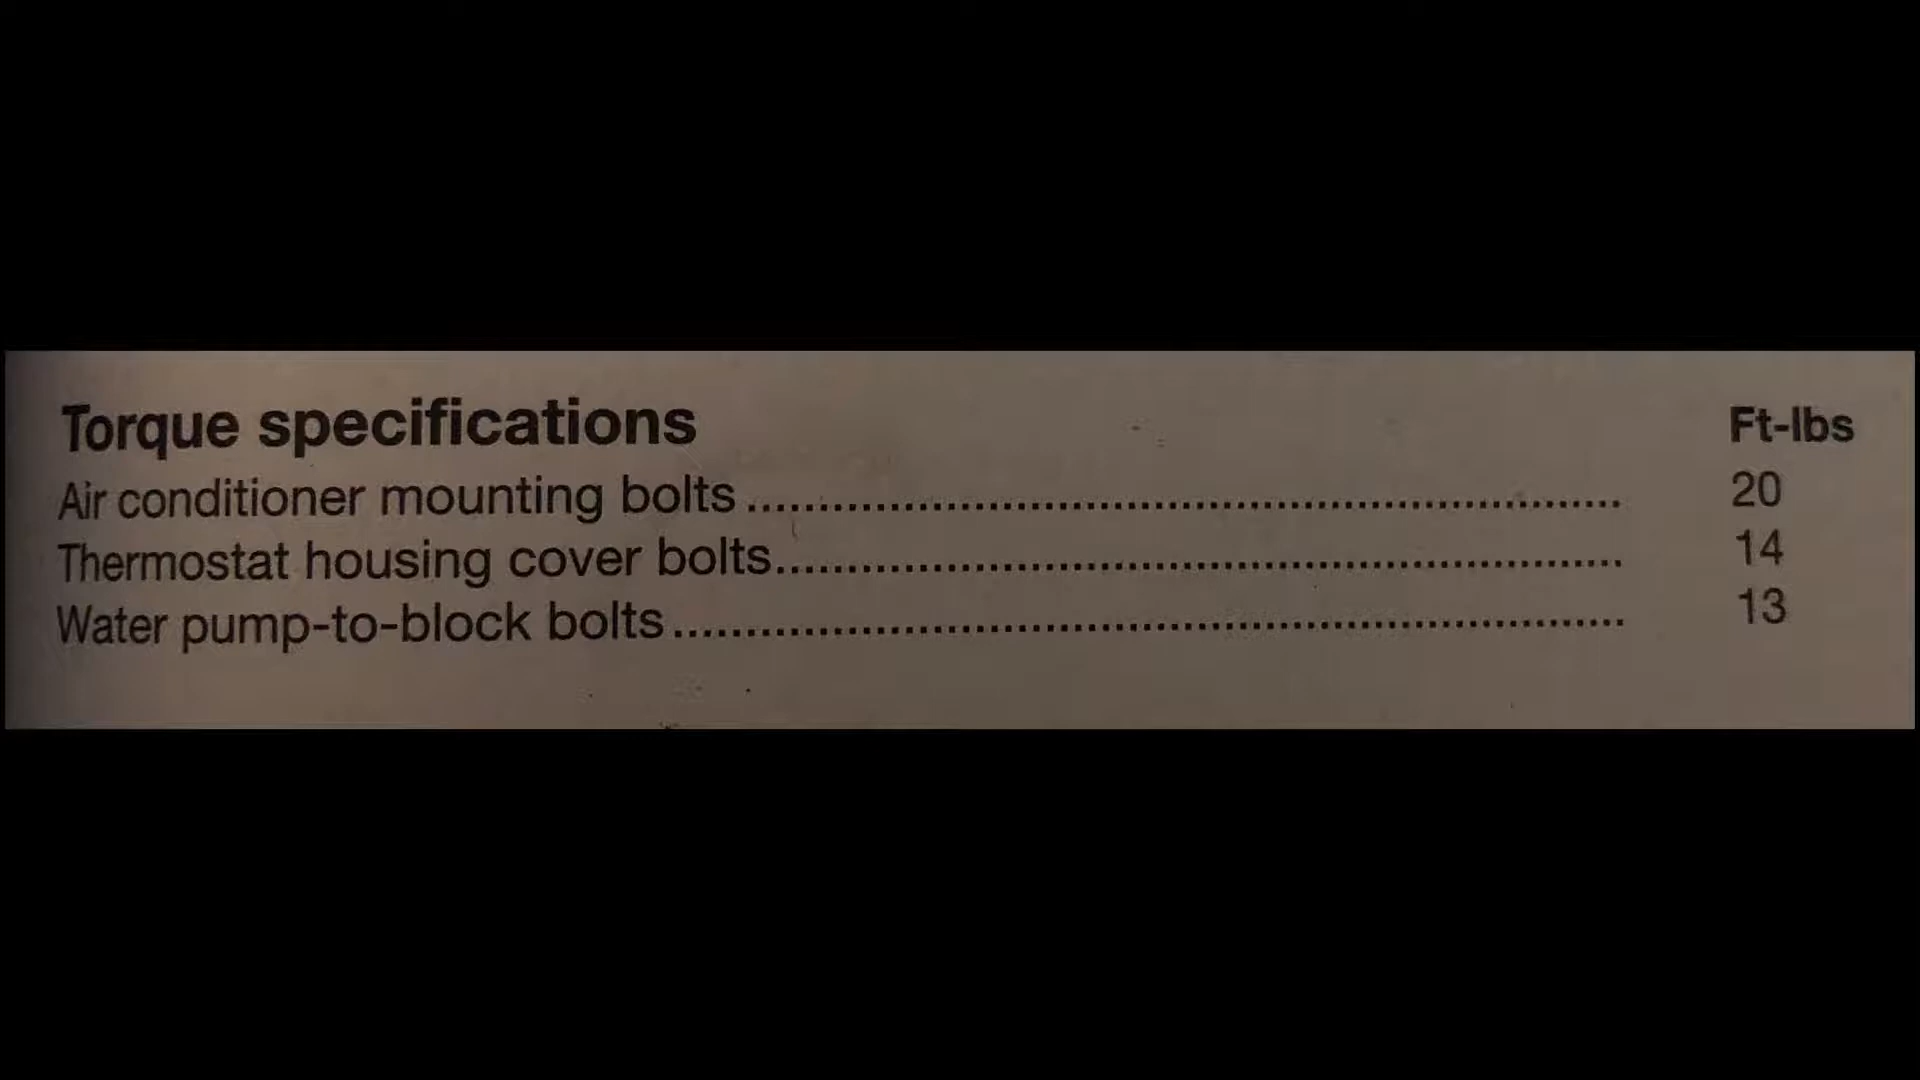 Torque specifications Ft-lbs
Air conditioner mounting bolts.................................................................. 20
Thermostat housing cover bolts................................................................ 14
Water pump-to-block bolts........................................................................ 13